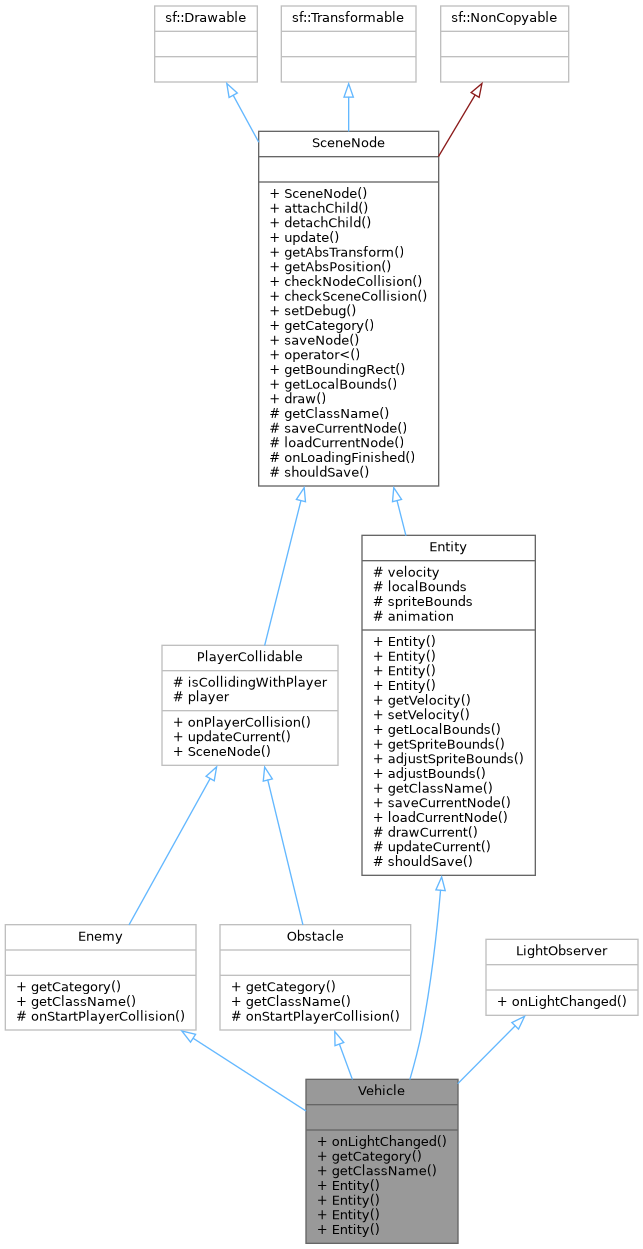 sf::Drawable
sf::Transformable
sf::NonCopyable
SceneNode
+ SceneNode()
+ attachChild()
+ detachChild()
+ update()
+ getAbsTransform()
+ getAbsPosition()
+ checkNodeCollision()
+ checkSceneCollision()
+ setDebug()
+ getCategory()
+ saveNode()
+ operator<()
+ getBoundingRect()
+ getLocalBounds()
+ draw()
# getClassName()
# saveCurrentNode()
# loadCurrentNode()
# onLoadingFinished()
# shouldSave()
Entity
# velocity
# localBounds
# spriteBounds
# animation
+ Entity()
+ Entity()
+ Entity()
+ Entity()
+ getVelocity()
+ setVelocity()
+ getLocalBounds()
+ getSpriteBounds()
+ adjustSpriteBounds()
+ adjustBounds()
+ getClassName()
+ saveCurrentNode()
+ loadCurrentNode()
# drawCurrent()
# updateCurrent()
# shouldSave()
PlayerCollidable
# isCollidingWithPlayer
# player
+ onPlayerCollision()
+ updateCurrent()
+ SceneNode()
Enemy
+ getCategory()
+ getClassName()
# onStartPlayerCollision()
Obstacle
+ getCategory()
+ getClassName()
# onStartPlayerCollision()
LightObserver
+ onLightChanged()
Vehicle
+ onLightChanged()
+ getCategory()
+ getClassName()
+ Entity()
+ Entity()
+ Entity()
+ Entity()